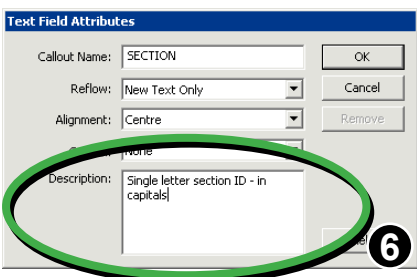 Text Field Attributes
Callout Name: SECTION OK
Reflow: New Text Only Cancel
Alignment: Centre Remove
None
Description: Single letter section ID - in
capitals
6